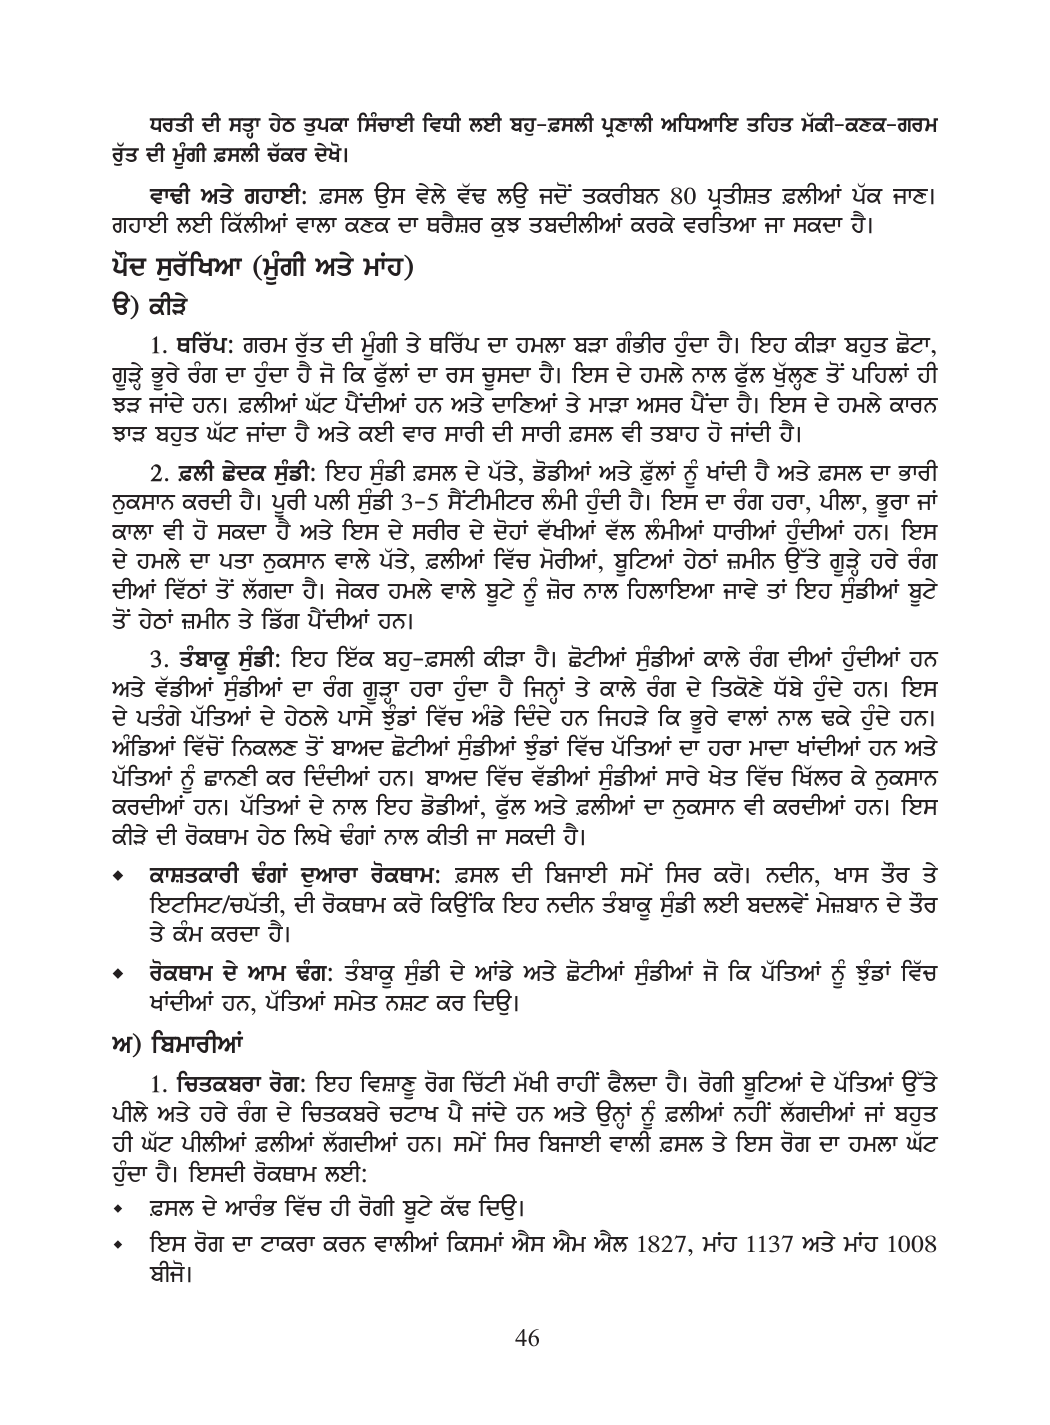 ਧਰਤੀ ਦੀ ਸਤ੍ਹਾ ਹੇਠ ਤੁਪਕਾ ਸਿੰਚਾਈ ਵਿਧੀ ਲਈ ਬਹੁ-ਫ਼ਸਲੀ ਪ੍ਰਣਾਲੀ ਅਧਿਆਇ ਤਹਿਤ ਮੱਕੀ-ਕਣਕ-ਗਰਮ
ਰੁੱਤ ਦੀ ਮੂੰਗੀ ਫ਼ਸਲੀ ਚੱਕਰ ਦੇਖੋ।
ਵਾਢੀ ਅਤੇ ਗਹਾਈ: ਫ਼ਸਲ ਉਸ ਵੇਲੇ ਵੱਢ ਲਉ ਜਦੋਂ ਤਕਰੀਬਨ 80 ਪ੍ਰਤੀਸ਼ਤ ਫ਼ਲੀਆਂ ਪੱਕ ਜਾਣ।
ਗਹਾਈ ਲਈ ਕਿੱਲੀਆਂ ਵਾਲਾ ਕਣਕ ਦਾ ਥਰੈਸ਼ਰ ਕੁਝ ਤਬਦੀਲੀਆਂ ਕਰਕੇ ਵਰਤਿਆ ਜਾ ਸਕਦਾ ਹੈ।
ਪੌਦ ਸੁਰੱਖਿਆ (ਮੂੰਗੀ ਅਤੇ ਮਾਂਹ)
ੳ) ਕੀੜੇ
1. ਥਰਿੱਪ: ਗਰਮ ਰੁੱਤ ਦੀ ਮੂੰਗੀ ਤੇ ਥਰਿੱਪ ਦਾ ਹਮਲਾ ਬੜਾ ਗੰਭੀਰ ਹੁੰਦਾ ਹੈ। ਇਹ ਕੀੜਾ ਬਹੁਤ ਛੋਟਾ,
ਗੂੜ੍ਹੇ ਭੂਰੇ ਰੰਗ ਦਾ ਹੁੰਦਾ ਹੈ ਜੋ ਕਿ ਫੁੱਲਾਂ ਦਾ ਰਸ ਚੂਸਦਾ ਹੈ। ਇਸ ਦੇ ਹਮਲੇ ਨਾਲ ਫੁੱਲ ਖੁੱਲ੍ਹਣ ਤੋਂ ਪਹਿਲਾਂ ਹੀ
ਝੜ ਜਾਂਦੇ ਹਨ। ਫ਼ਲੀਆਂ ਘੱਟ ਪੈਂਦੀਆਂ ਹਨ ਅਤੇ ਦਾਣਿਆਂ ਤੇ ਮਾੜਾ ਅਸਰ ਪੈਂਦਾ ਹੈ। ਇਸ ਦੇ ਹਮਲੇ ਕਾਰਨ
ਝਾੜ ਬਹੁਤ ਘੱਟ ਜਾਂਦਾ ਹੈ ਅਤੇ ਕਈ ਵਾਰ ਸਾਰੀ ਦੀ ਸਾਰੀ ਫ਼ਸਲ ਵੀ ਤਬਾਹ ਹੋ ਜਾਂਦੀ ਹੈ।
2. ਫ਼ਲੀ ਛੇਦਕ ਸੁੰਡੀ: ਇਹ ਸੁੰਡੀ ਫ਼ਸਲ ਦੇ ਪੱਤੇ, ਡੋਡੀਆਂ ਅਤੇ ਫ਼ੁੱਲਾਂ ਨੂੰ ਖਾਂਦੀ ਹੈ ਅਤੇ ਫ਼ਸਲ ਦਾ ਭਾਰੀ
ਨੁਕਸਾਨ ਕਰਦੀ ਹੈ। ਪੂਰੀ ਪਲੀ ਸੁੰਡੀ 3-5 ਸੈਂਟੀਮੀਟਰ ਲੰਮੀ ਹੁੰਦੀ ਹੈ। ਇਸ ਦਾ ਰੰਗ ਹਰਾ, ਪੀਲਾ, ਭੂਰਾ ਜਾਂ
ਕਾਲਾ ਵੀ ਹੋ ਸਕਦਾ ਹੈ ਅਤੇ ਇਸ ਦੇ ਸਰੀਰ ਦੇ ਦੋਹਾਂ ਵੱਖੀਆਂ ਵੱਲ ਲੰਮੀਆਂ ਧਾਰੀਆਂ ਹੁੰਦੀਆਂ ਹਨ। ਇਸ
ਦੇ ਹਮਲੇ ਦਾ ਪਤਾ ਨੁਕਸਾਨ ਵਾਲੇ ਪੱਤੇ, ਫ਼ਲੀਆਂ ਵਿੱਚ ਮੋਰੀਆਂ, ਬੂਟਿਆਂ ਹੇਠਾਂ ਜ਼ਮੀਨ ਉੱਤੇ ਗੂੜ੍ਹੇ ਹਰੇ ਰੰਗ
ਦੀਆਂ ਵਿੱਠਾਂ ਤੋਂ ਲੱਗਦਾ ਹੈ। ਜੇਕਰ ਹਮਲੇ ਵਾਲੇ ਬੂਟੇ ਨੂੰ ਜ਼ੋਰ ਨਾਲ ਹਿਲਾਇਆ ਜਾਵੇ ਤਾਂ ਇਹ ਸੁੰਡੀਆਂ ਬੂਟੇ
ਤੋਂ ਹੇਠਾਂ ਜ਼ਮੀਨ ਤੇ ਡਿੱਗ ਪੈਂਦੀਆਂ ਹਨ।
3. ਤੰਬਾਕੂ ਸੁੰਡੀ: ਇਹ ਇੱਕ ਬਹੁ-ਫ਼ਸਲੀ ਕੀੜਾ ਹੈ। ਛੋਟੀਆਂ ਸੁੰਡੀਆਂ ਕਾਲੇ ਰੰਗ ਦੀਆਂ ਹੁੰਦੀਆਂ ਹਨ
ਅਤੇ ਵੱਡੀਆਂ ਸੁੰਡੀਆਂ ਦਾ ਰੰਗ ਗੂੜ੍ਹਾ ਹਰਾ ਹੁੰਦਾ ਹੈ ਜਿਨ੍ਹਾਂ ਤੇ ਕਾਲੇ ਰੰਗ ਦੇ ਤਿਕੋਣੇ ਧੱਬੇ ਹੁੰਦੇ ਹਨ। ਇਸ
ਦੇ ਪਤੰਗੇ ਪੱਤਿਆਂ ਦੇ ਹੇਠਲੇ ਪਾਸੇ ਝੁੰਡਾਂ ਵਿੱਚ ਅੰਡੇ ਦਿੰਦੇ ਹਨ ਜਿਹੜੇ ਕਿ ਭੂਰੇ ਵਾਲਾਂ ਨਾਲ ਢਕੇ ਹੁੰਦੇ ਹਨ।
ਅੰਡਿਆਂ ਵਿੱਚੋਂ ਨਿਕਲਣ ਤੋਂ ਬਾਅਦ ਛੋਟੀਆਂ ਸੁੰਡੀਆਂ ਝੁੰਡਾਂ ਵਿੱਚ ਪੱਤਿਆਂ ਦਾ ਹਰਾ ਮਾਦਾ ਖਾਂਦੀਆਂ ਹਨ ਅਤੇ
ਪੱਤਿਆਂ ਨੂੰ ਛਾਨਣੀ ਕਰ ਦਿੰਦੀਆਂ ਹਨ। ਬਾਅਦ ਵਿੱਚ ਵੱਡੀਆਂ ਸੁੰਡੀਆਂ ਸਾਰੇ ਖੇਤ ਵਿੱਚ ਖਿੱਲਰ ਕੇ ਨੁਕਸਾਨ
ਕਰਦੀਆਂ ਹਨ। ਪੱਤਿਆਂ ਦੇ ਨਾਲ ਇਹ ਡੋਡੀਆਂ, ਫੁੱਲ ਅਤੇ ਫ਼ਲੀਆਂ ਦਾ ਨੁਕਸਾਨ ਵੀ ਕਰਦੀਆਂ ਹਨ। ਇਸ
ਕੀੜੇ ਦੀ ਰੋਕਥਾਮ ਹੇਠ ਲਿਖੇ ਢੰਗਾਂ ਨਾਲ ਕੀਤੀ ਜਾ ਸਕਦੀ ਹੈ।
◆ ਕਾਸ਼ਤਕਾਰੀ ਢੰਗਾਂ ਦੁਆਰਾ ਰੋਕਥਾਮ: ਫ਼ਸਲ ਦੀ ਬਿਜਾਈ ਸਮੇਂ ਸਿਰ ਕਰੋ। ਨਦੀਨ, ਖਾਸ ਤੌਰ ਤੇ
ਇਟਸਿਟ/ਚਪੱਤੀ, ਦੀ ਰੋਕਥਾਮ ਕਰੋ ਕਿਉਂਕਿ ਇਹ ਨਦੀਨ ਤੰਬਾਕੂ ਸੁੰਡੀ ਲਈ ਬਦਲਵੇਂ ਮੇਜ਼ਬਾਨ ਦੇ ਤੌਰ
ਤੇ ਕੰਮ ਕਰਦਾ ਹੈ।
◆ ਰੋਕਥਾਮ ਦੇ ਆਮ ਢੰਗ: ਤੰਬਾਕੂ ਸੁੰਡੀ ਦੇ ਆਂਡੇ ਅਤੇ ਛੋਟੀਆਂ ਸੁੰਡੀਆਂ ਜੋ ਕਿ ਪੱਤਿਆਂ ਨੂੰ ਝੁੰਡਾਂ ਵਿੱਚ
ਖਾਂਦੀਆਂ ਹਨ, ਪੱਤਿਆਂ ਸਮੇਤ ਨਸ਼ਟ ਕਰ ਦਿਉ।
ਅ) ਬਿਮਾਰੀਆਂ
1. ਚਿਤਕਬਰਾ ਰੋਗ: ਇਹ ਵਿਸ਼ਾਣੂ ਰੋਗ ਚਿੱਟੀ ਮੱਖੀ ਰਾਹੀਂ ਫੈਲਦਾ ਹੈ। ਰੋਗੀ ਬੂਟਿਆਂ ਦੇ ਪੱਤਿਆਂ ਉੱਤੇ
ਪੀਲੇ ਅਤੇ ਹਰੇ ਰੰਗ ਦੇ ਚਿਤਕਬਰੇ ਚਟਾਖ ਪੈ ਜਾਂਦੇ ਹਨ ਅਤੇ ਉਨ੍ਹਾਂ ਨੂੰ ਫ਼ਲੀਆਂ ਨਹੀਂ ਲੱਗਦੀਆਂ ਜਾਂ ਬਹੁਤ
ਹੀ ਘੱਟ ਪੀਲੀਆਂ ਫ਼ਲੀਆਂ ਲੱਗਦੀਆਂ ਹਨ। ਸਮੇਂ ਸਿਰ ਬਿਜਾਈ ਵਾਲੀ ਫ਼ਸਲ ਤੇ ਇਸ ਰੋਗ ਦਾ ਹਮਲਾ ਘੱਟ
ਹੁੰਦਾ ਹੈ। ਇਸਦੀ ਰੋਕਥਾਮ ਲਈ:
◆ ਫ਼ਸਲ ਦੇ ਆਰੰਭ ਵਿੱਚ ਹੀ ਰੋਗੀ ਬੂਟੇ ਕੱਢ ਦਿਉ।
◆ ਇਸ ਰੋਗ ਦਾ ਟਾਕਰਾ ਕਰਨ ਵਾਲੀਆਂ ਕਿਸਮਾਂ ਐਸ ਐਮ ਐਲ 1827, ਮਾਂਹ 1137 ਅਤੇ ਮਾਂਹ 1008
ਬੀਜੋ।
46